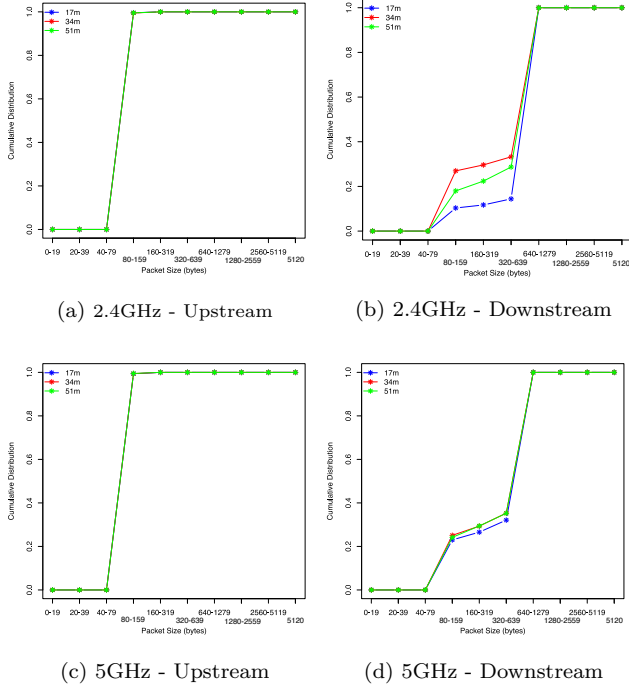 17m
34m
51m
Cumulative Distribution
0.0 0.2 0.4 0.6 0.8 1.0
0-19 20-39 40-79 80-159 160-319 320-639 640-1279 1280-2559 2560-5119 5120
Packet Size (bytes)
(a) 2.4GHz - Upstream
17m
34m
51m
Cumulative Distribution
0.0 0.2 0.4 0.6 0.8 1.0
0-19 20-39 40-79 80-159 160-319 320-639 640-1279 1280-2559 2560-5119 5120
Packet Size (bytes)
(b) 2.4GHz - Downstream
17m
34m
51m
Cumulative Distribution
0.0 0.2 0.4 0.6 0.8 1.0
0-19 20-39 40-79 80-159 160-319 320-639 640-1279 1280-2559 2560-5119 5120
Packet Size (bytes)
(c) 5GHz - Upstream
17m
34m
51m
Cumulative Distribution
0.0 0.2 0.4 0.6 0.8 1.0
0-19 20-39 40-79 80-159 160-319 320-639 640-1279 1280-2559 2560-5119 5120
Packet Size (bytes)
(d) 5GHz - Downstream